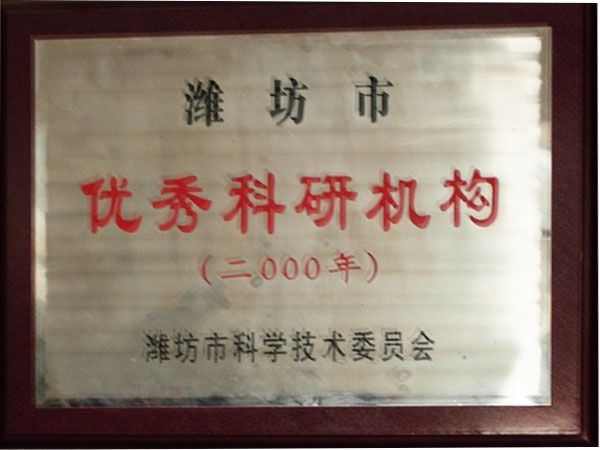 潍坊市
优秀科研机构
(二000年)
潍坊市科学技术委员会